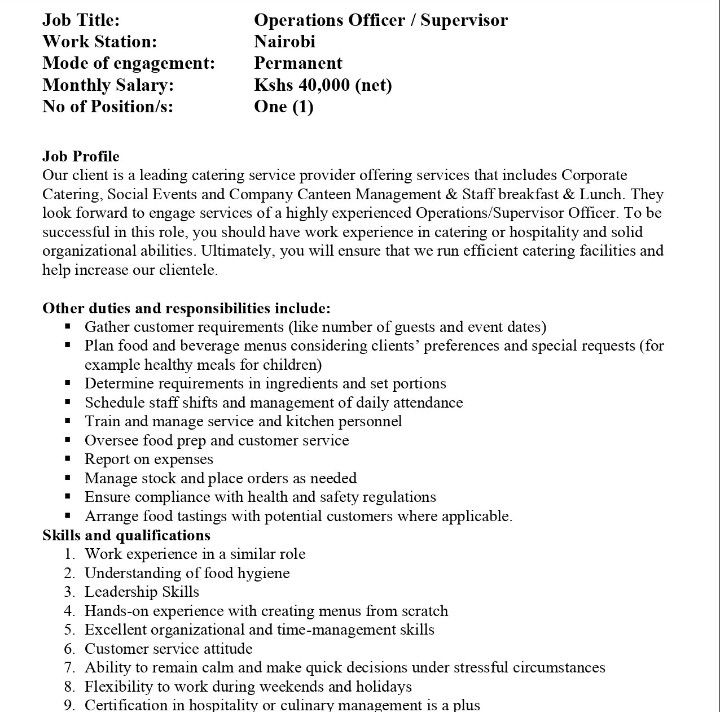 Job Title: Operations Officer / Supervisor
Work Station: Nairobi
Mode of engagement: Permanent
Monthly Salary: Kshs 40,000 (net)
No of Position/s: One (1)
Job Profile
Our client is a leading catering service provider offering services that includes Corporate
Catering, Social Events and Company Canteen Management & Staff breakfast & Lunch. They
look forward to engage services of a highly experienced Operations/Supervisor Officer. To be
successful in this role, you should have work experience in catering or hospitality and solid
organizational abilities. Ultimately, you will ensure that we run efficient catering facilities and
help increase our clientele.
Other duties and responsibilities include:
▪ Gather customer requirements (like number of guests and event dates)
▪ Plan food and beverage menus considering clients’ preferences and special requests (for
example healthy meals for children)
▪ Determine requirements in ingredients and set portions
▪ Schedule staff shifts and management of daily attendance
▪ Train and manage service and kitchen personnel
▪ Oversee food prep and customer service
▪ Report on expenses
▪ Manage stock and place orders as needed
▪ Ensure compliance with health and safety regulations
▪ Arrange food tastings with potential customers where applicable.
Skills and qualifications
1. Work experience in a similar role
2. Understanding of food hygiene
3. Leadership Skills
4. Hands-on experience with creating menus from scratch
5. Excellent organizational and time-management skills
6. Customer service attitude
7. Ability to remain calm and make quick decisions under stressful circumstances
8. Flexibility to work during weekends and holidays
9. Certification in hospitality or culinary management is a plus